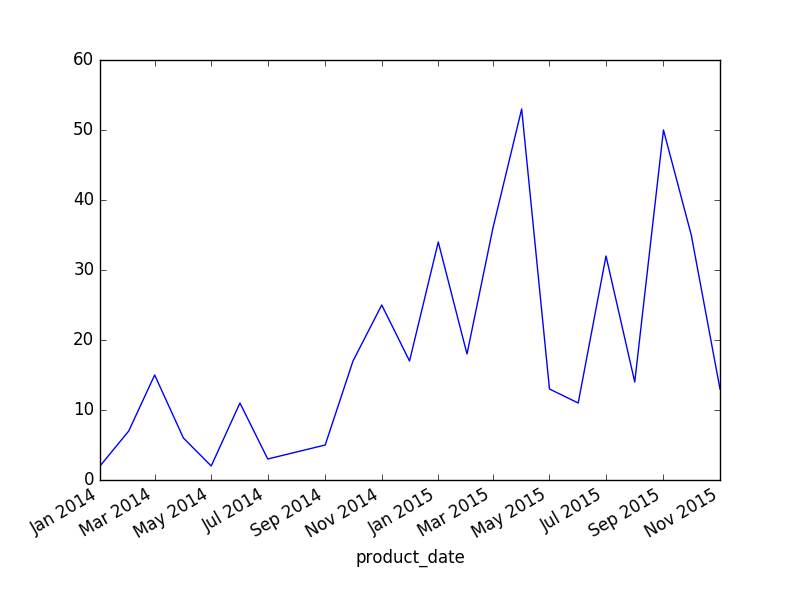 60
50
40
30
20
10
0
Jan 2014
Mar 2014
May 2014
Jul 2014
Sep 2014
Nov 2014
Jan 2015
Mar 2015
May 2015
Jul 2015
Sep 2015
Nov 2015
product_date